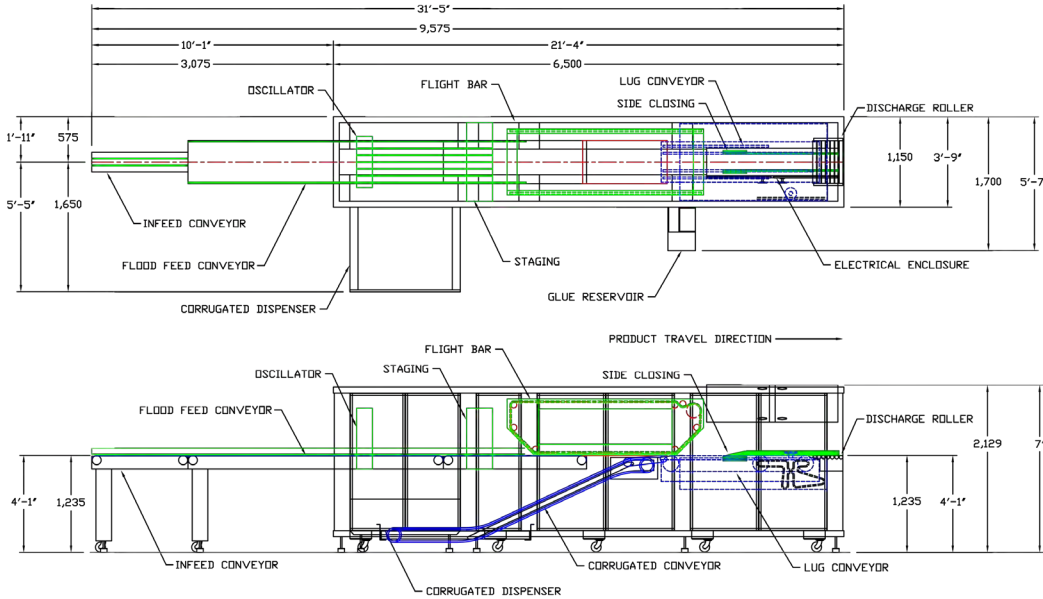 31'-5"
9,575
10'-1"
21'-4"
3,075
6,500
OSCILLATOR
FLIGHT BAR
LUG CONVEYOR
SIDE CLOSING
DISCHARGE ROLLER
1'-11"
575
1,150
3'-9"
1,700
5'-7
5'-5"
1,650
INFEED CONVEYOR
FLOOD FEED CONVEYOR
STAGING
ELECTRICAL ENCLOSURE
GLUE RESERVOIR
CORRUGATED DISPENSER
PRODUCT TRAVEL DIRECTION
FLIGHT BAR
STAGING
SIDE CLOSING
OSCILLATOR
FLOOD FEED CONVEYOR
DISCHARGE ROLLER
2,129
7'
4'-1"
1,235
1,235
4'-1"
INFEED CONVEYOR
CORRUGATED CONVEYOR
LUG CONVEYOR
CORRUGATED DISPENSER